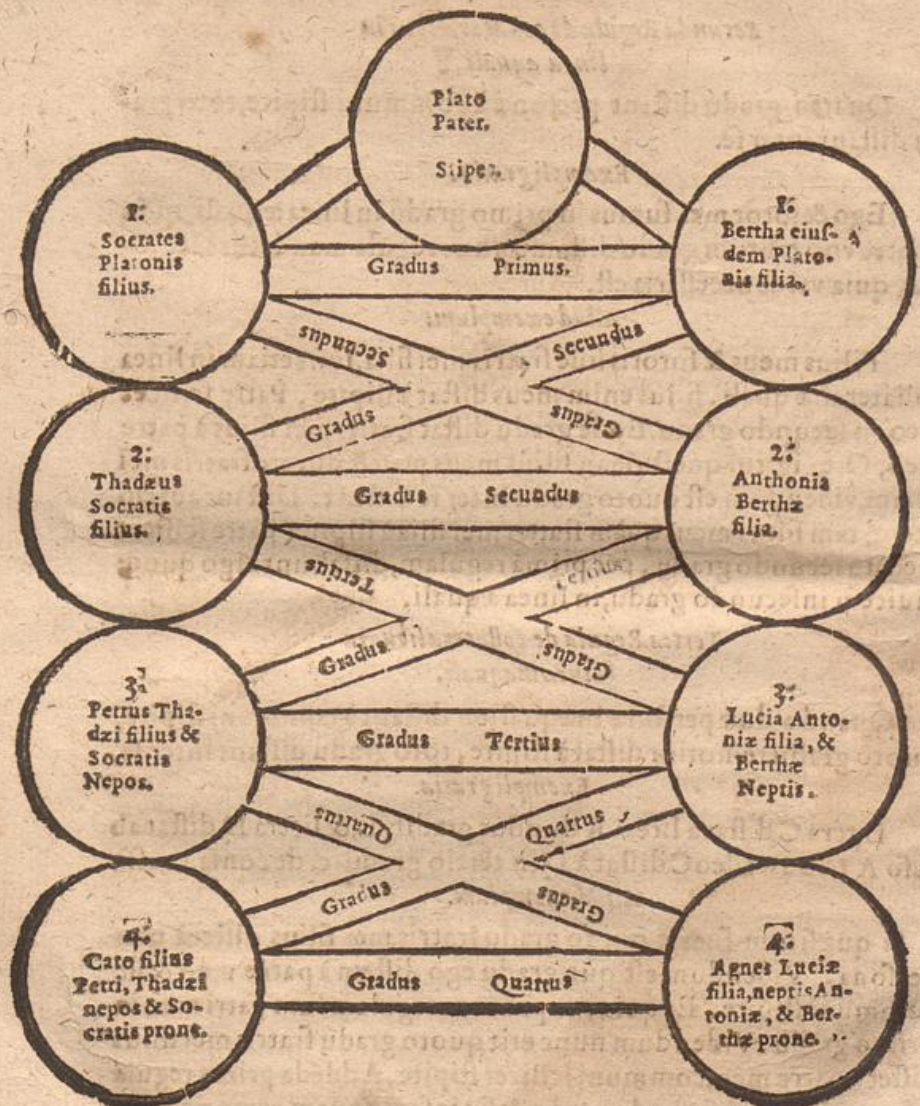 Plato
Pater.
Stipes.
1.
Socrates
Platonis
filius.
1.
Bertha eiuſ-
dem Plato-
nis filia.
Gradus Primus.
Secundus
Secundus
Gradus
Gradus
2.
Thadæus
Socratis
filius.
2.
Anthonia
Berthæ
filia.
Gradus Secundus
Tertius
Gradus
Gradus
3.
Petrus Tha-
dæi filius &
Socratis
Nepos.
3.
Lucia Anto-
niæ filia, &
Berthæ
Neptis.
Gradus Tertius
Quartus
Quartus
Gradus
Gradus
4.
Cato filius
Petri, Thadæi
nepos & So-
cratis prone.
4.
Agnes Luciæ
filia, neptis An-
toniæ, & Ber-
thæ prone.
Gradus Quartus